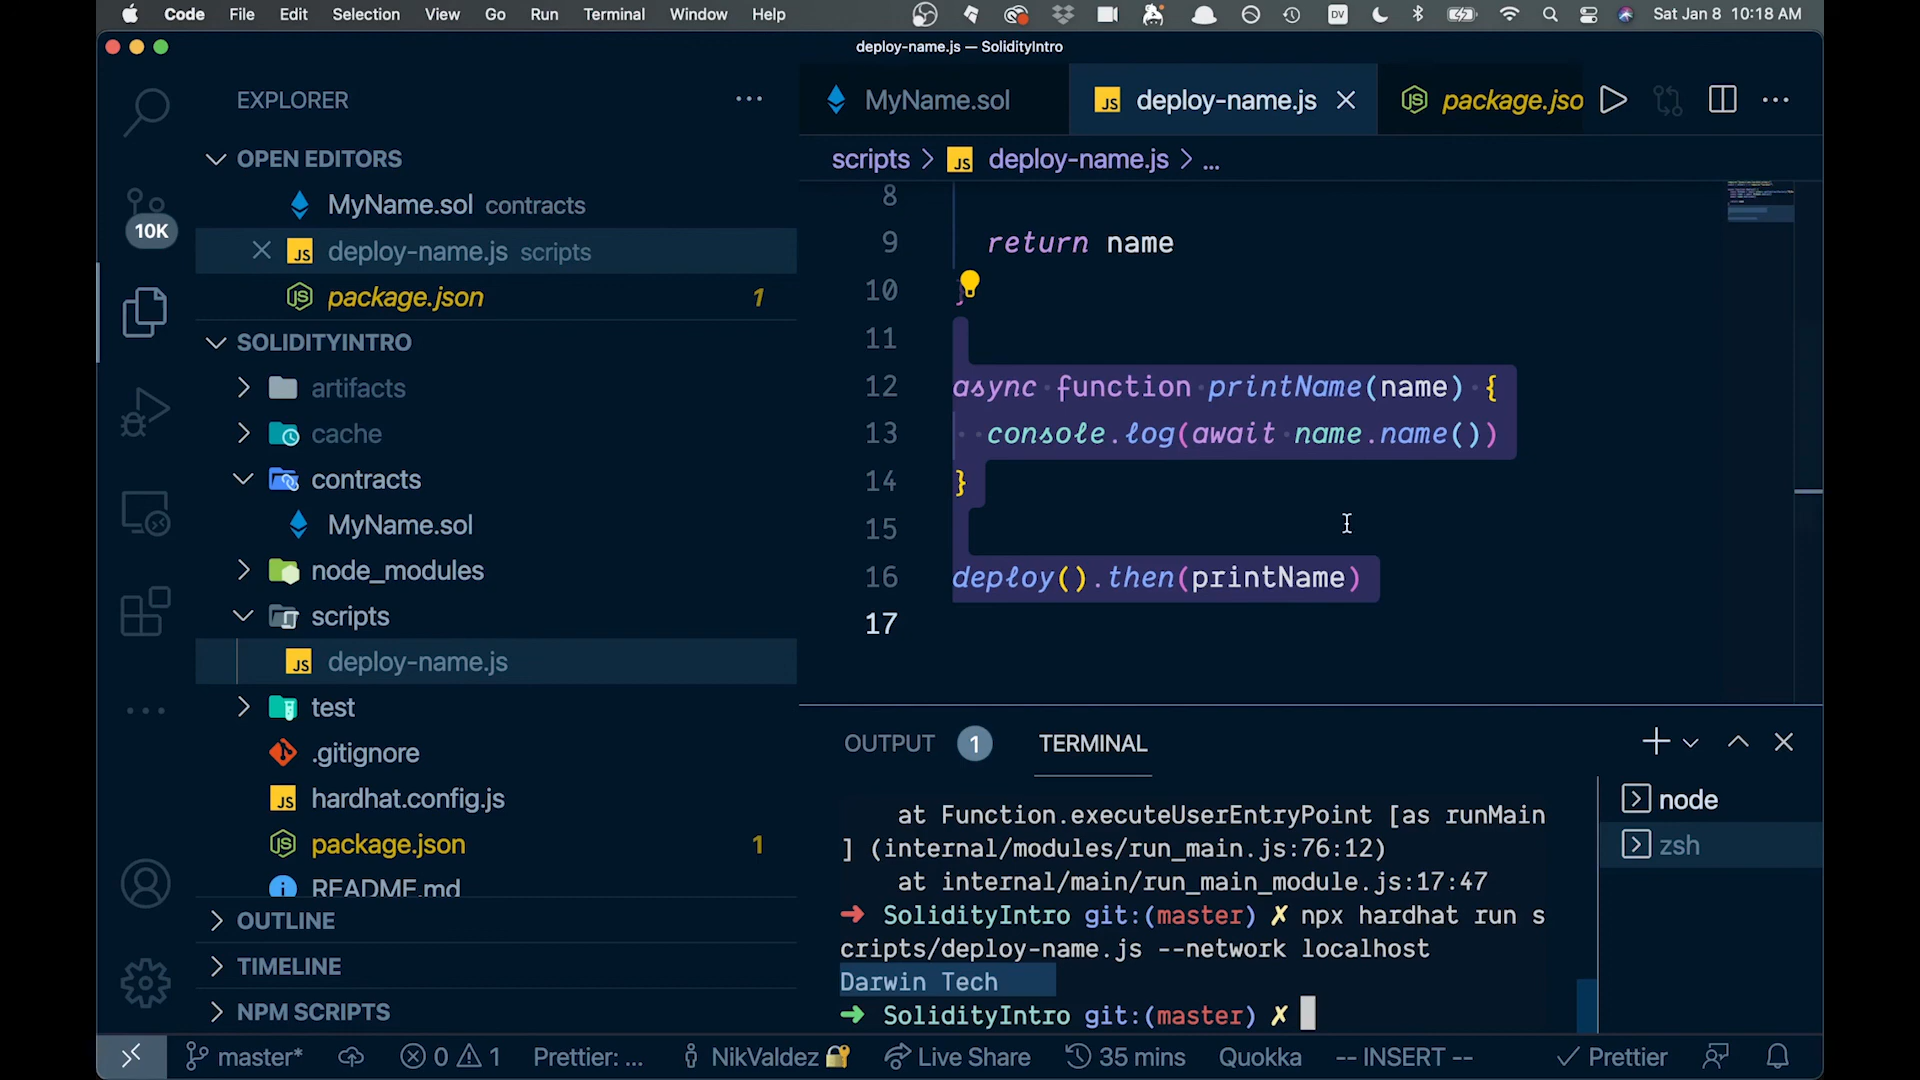 Code File Edit Selection View Go Run Terminal Window Help DV Sat Jan 8 10:18 AM
deploy-name.js — SolidityIntro
EXPLORER
OPEN EDITORS
MyName.sol contracts
deploy-name.js scripts
package.json 1
SOLIDITYINTRO
artifacts
cache
contracts
MyName.sol
node_modules
scripts
deploy-name.js
test
.gitignore
hardhat.config.js
package.json 1
README.md
OUTLINE
TIMELINE
NPM SCRIPTS
10K
MyName.sol deploy-name.js package.jso
scripts > deploy-name.js > ...
8
9 return name
10 }
11
12 async function printName(name) {
13 console.log(await name.name())
14 }
15
16 deploy().then(printName)
17
OUTPUT 1 TERMINAL
at Function.executeUserEntryPoint [as runMain
] (internal/modules/run_main.js:76:12)
at internal/main/run_main_module.js:17:47
➜ SolidityIntro git:(master) ✗ npx hardhat run s
cripts/deploy-name.js --network localhost
Darwin Tech
➜ SolidityIntro git:(master) ✗
node
zsh
master* 0 1 Prettier: ... NikValdez Live Share 35 mins Quokka -- INSERT -- Prettier